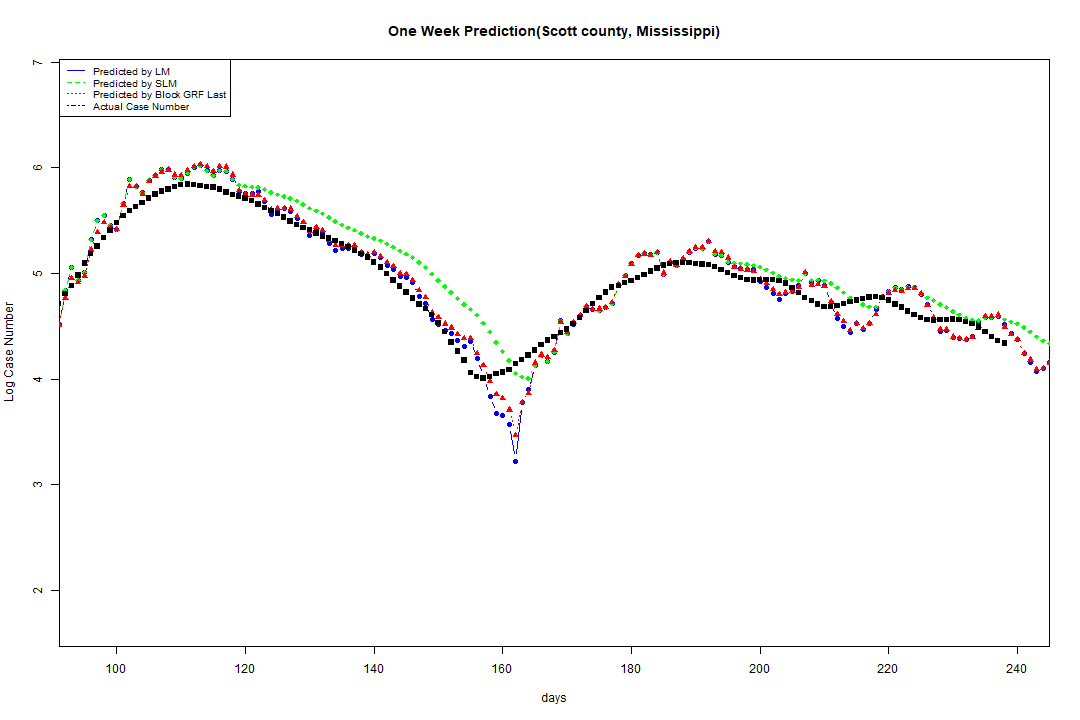 One Week Prediction(Scott county, Mississippi)
Predicted by LM
Predicted by SLM
Predicted by Block GRF Last
Actual Case Number
7
6
5
4
3
2
Log Case Number
100 120 140 160 180 200 220 240
days